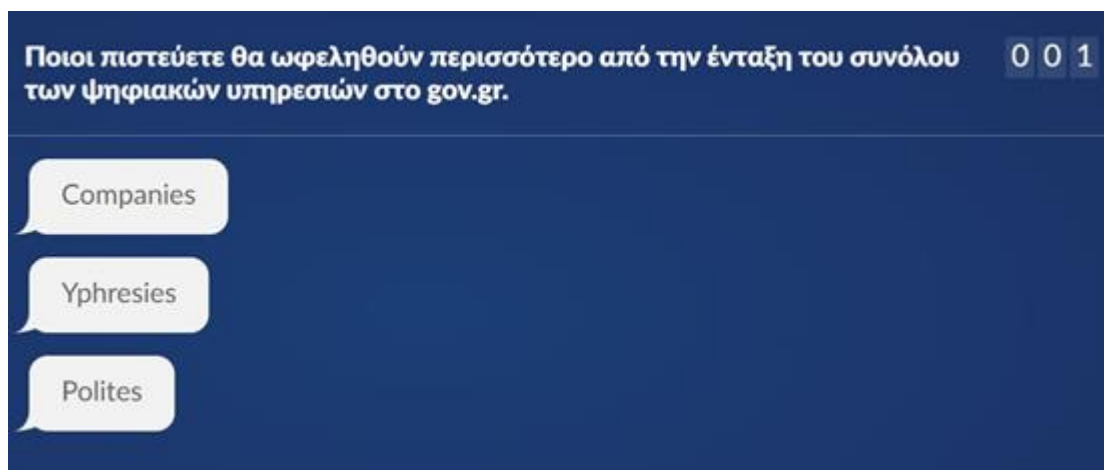 Ποιοι πιστεύετε θα ωφεληθούν περισσότερο από την ένταξη του συνόλου
των ψηφιακών υπηρεσιών στο gov.gr.
0 0 1
Companies
Yphresies
Polites